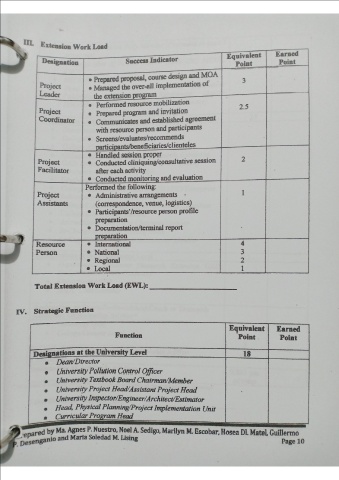 III. Extension Work Load
Designation Success Indicator Equivalent Point Earned Point
Project Leader
• Prepared proposal, course design and MOA
• Managed the over-all implementation of
the extension program
3
Project Coordinator
• Performed resource mobilization
• Prepared program and invitation
• Communicates and established agreement
with resource person and participants
• Screens/evaluates/recommends
participants/beneficiaries/clienteles
2.5
Project Facilitator
• Handled session proper
• Conducted cliniquing/consultative session
after each activity
• Conducted monitoring and evaluation
2
Project Assistants
Performed the following:
• Administrative arrangements
(correspondence, venue, logistics)
• Participants'/resource person profile
preparation
• Documentation/terminal report
preparation
1
Resource Person
• International 4
• National 3
• Regional 2
• Local 1
Total Extension Work Load (EWL):
IV. Strategic Function
Function Equivalent Point Earned Point
Designations at the University Level 18
• Dean/Director
• University Pollution Control Officer
• University Textbook Board Chairman/Member
• University Project Head/Assistant Project Head
• University Inspector/Engineer/Architect/Estimator
• Head, Physical Planning/Project Implementation Unit
• Curricular Program Head
Prepared by Ma. Agnes P. Nuestro, Noel A. Sedigo, Marilyn M. Escobar, Rosen Di. Matel, Guillermo
P. Desenganio and Maria Soledad M. Lising
Page 10